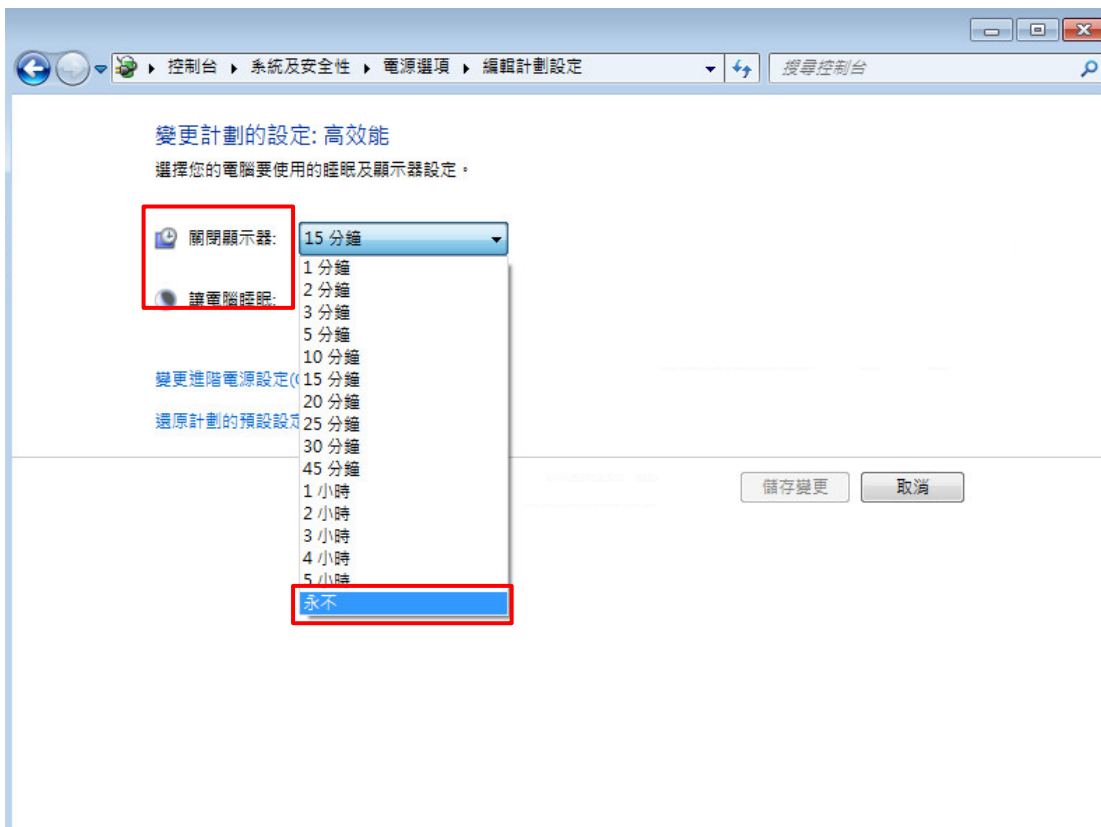 控制台 ▸ 系統及安全性 ▸ 電源選項 ▸ 編輯計劃設定
搜尋控制台
變更計劃的設定: 高效能
選擇您的電腦要使用的睡眠及顯示器設定。
關閉顯示器: 15 分鐘
1 分鐘
2 分鐘
讓電腦睡眠:
3 分鐘
5 分鐘
10 分鐘
變更進階電源設定(
15 分鐘
20 分鐘
還原計劃的預設設定
25 分鐘
30 分鐘
45 分鐘
1 小時
儲存變更 取消
2 小時
3 小時
4 小時
5 小時
永不